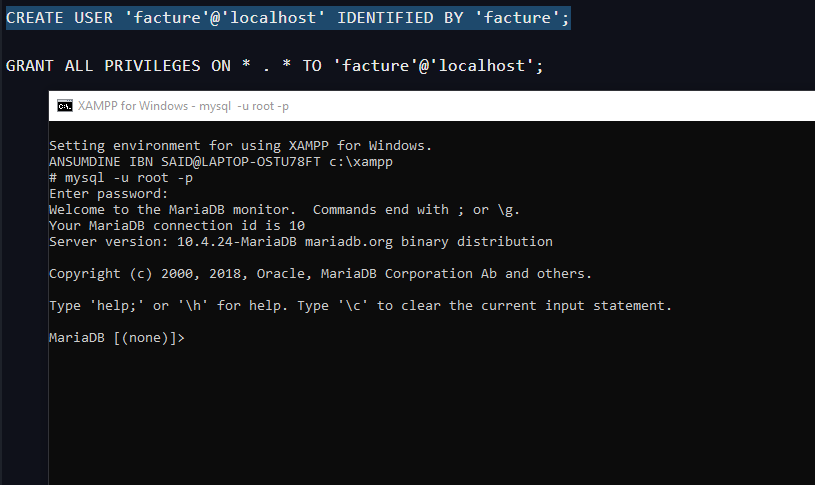 CREATE USER 'facture'@'localhost' IDENTIFIED BY 'facture';
GRANT ALL PRIVILEGES ON * . * TO 'facture'@'localhost';
XAMPP for Windows - mysql -u root -p
Setting environment for using XAMPP for Windows.
ANSUMDINE IBN SAID@LAPTOP-OSTU78FT c:\xampp
# mysql -u root -p
Enter password:
Welcome to the MariaDB monitor.  Commands end with ; or \g.
Your MariaDB connection id is 10
Server version: 10.4.24-MariaDB mariadb.org binary distribution
Copyright (c) 2000, 2018, Oracle, MariaDB Corporation Ab and others.
Type 'help;' or '\h' for help. Type '\c' to clear the current input statement.
MariaDB [(none)]>